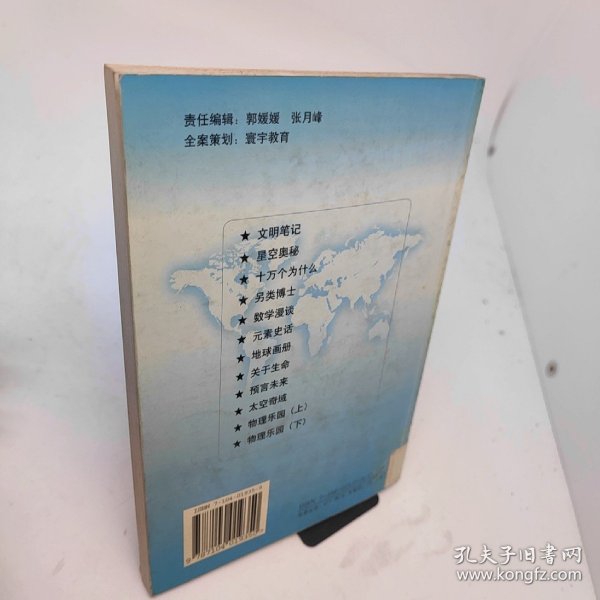 责任编辑：郭媛媛 张月峰
全案策划：寰宇教育
★ 文明笔记
★ 星空奥秘
★ 十万个为什么
★ 另类博士
★ 数学漫谈
★ 元素史话
★ 地球画册
★ 关于生命
★ 预言未来
★ 太空奇域
★ 物理乐园（上）
★ 物理乐园（下）
孔夫子旧书网
www.kongfz.com